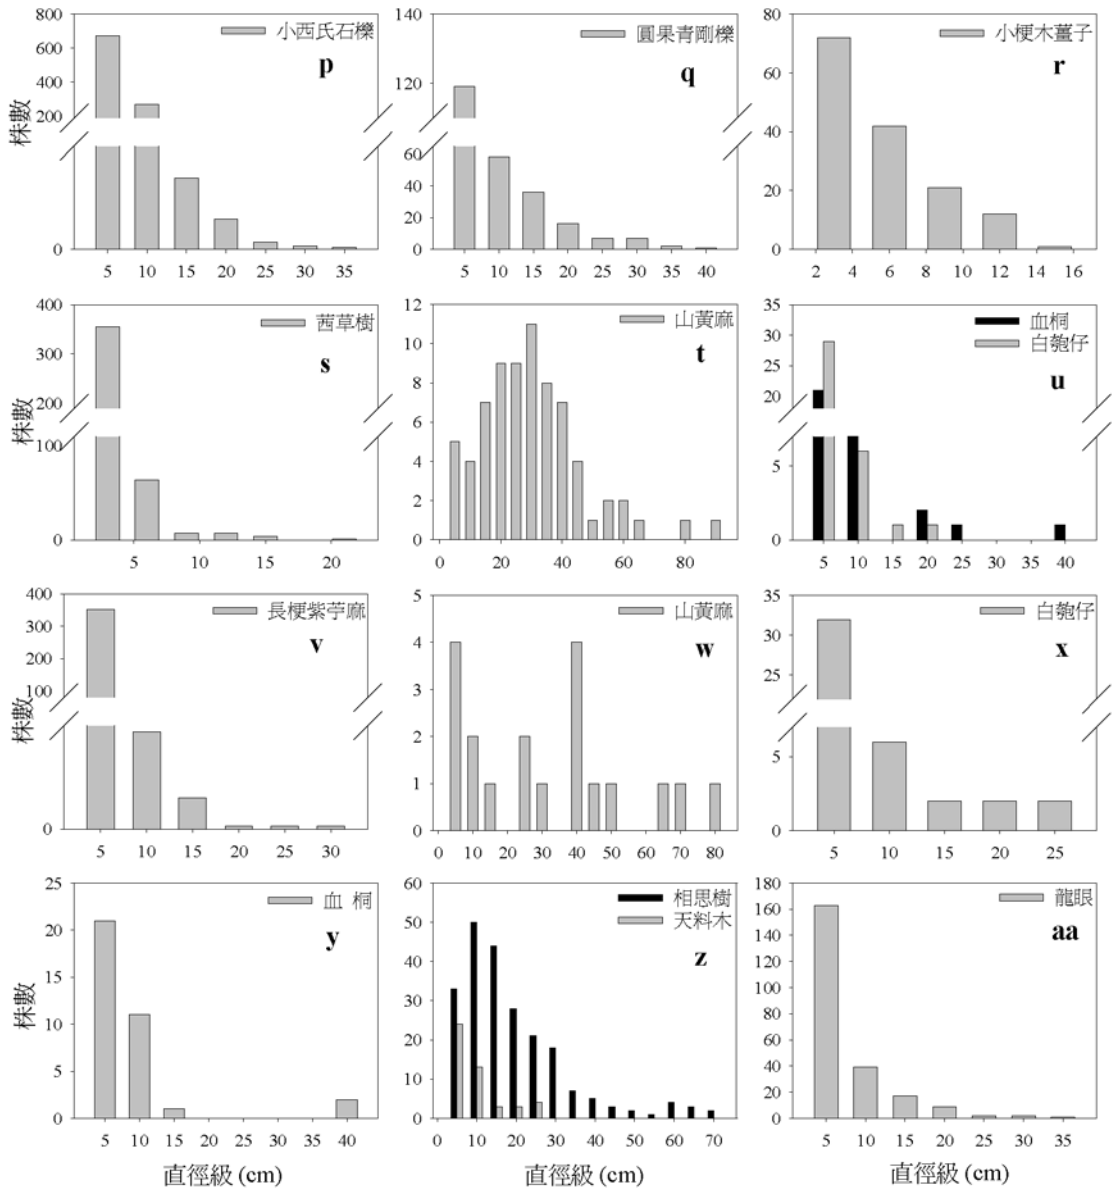 800
600
400
200
0
5 10 15 20 25 30 35
株數
小西氏石櫟
p
140
120
60
40
20
0
5 10 15 20 25 30 35 40
圓果青剛櫟
q
80
60
40
20
0
2 4 6 8 10 12 14 16
小梗木薑子
r
400
300
200
100
0
5 10 15 20
株數
茜草樹
s
12
10
8
6
4
2
0
0 20 40 60 80
山黃麻
t
35
30
25
20
5
0
5 10 15 20 25 30 35 40
血桐
白匏仔
u
400
300
200
100
0
5 10 15 20 25 30
株數
長梗紫苧麻
v
5
4
3
2
1
0
0 10 20 30 40 50 60 70 80
山黃麻
w
35
30
25
5
0
5 10 15 20 25
白匏仔
x
25
20
15
10
5
0
5 10 15 20 25 30 35 40
株數
直徑級 (cm)
血 桐
y
60
50
40
30
20
10
0
0 10 20 30 40 50 60 70
直徑級 (cm)
相思樹
天料木
z
180
160
140
120
100
80
60
40
20
0
5 10 15 20 25 30 35
直徑級 (cm)
龍眼
aa